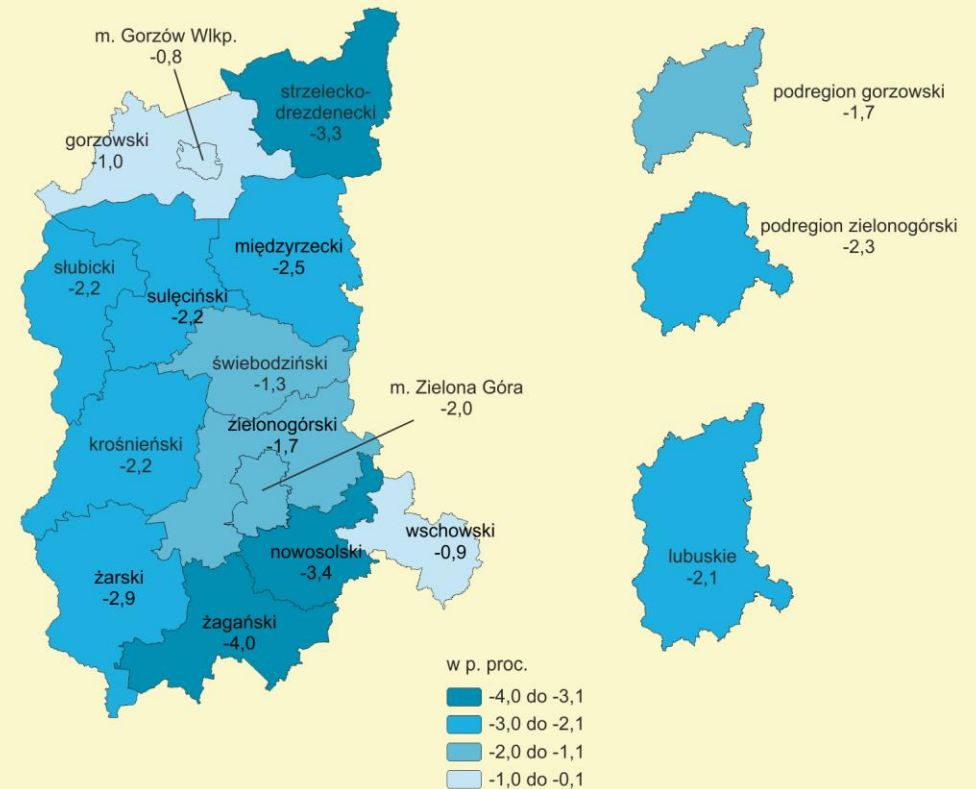 m. Gorzów Wlkp.
-0,8
strzelecko-
drezdenecki
-3,3
gorzowski
-1,0
międzyrzecki
-2,5
słubicki
-2,2
sulęciński
-2,2
świebodziński
-1,3
m. Zielona Góra
-2,0
zielonogórski
-1,7
krośnieński
-2,2
wschowski
-0,9
nowosolski
-3,4
żarski
-2,9
żagański
-4,0
podregion gorzowski
-1,7
podregion zielonogórski
-2,3
lubuskie
-2,1
w p. proc.
-4,0 do -3,1
-3,0 do -2,1
-2,0 do -1,1
-1,0 do -0,1